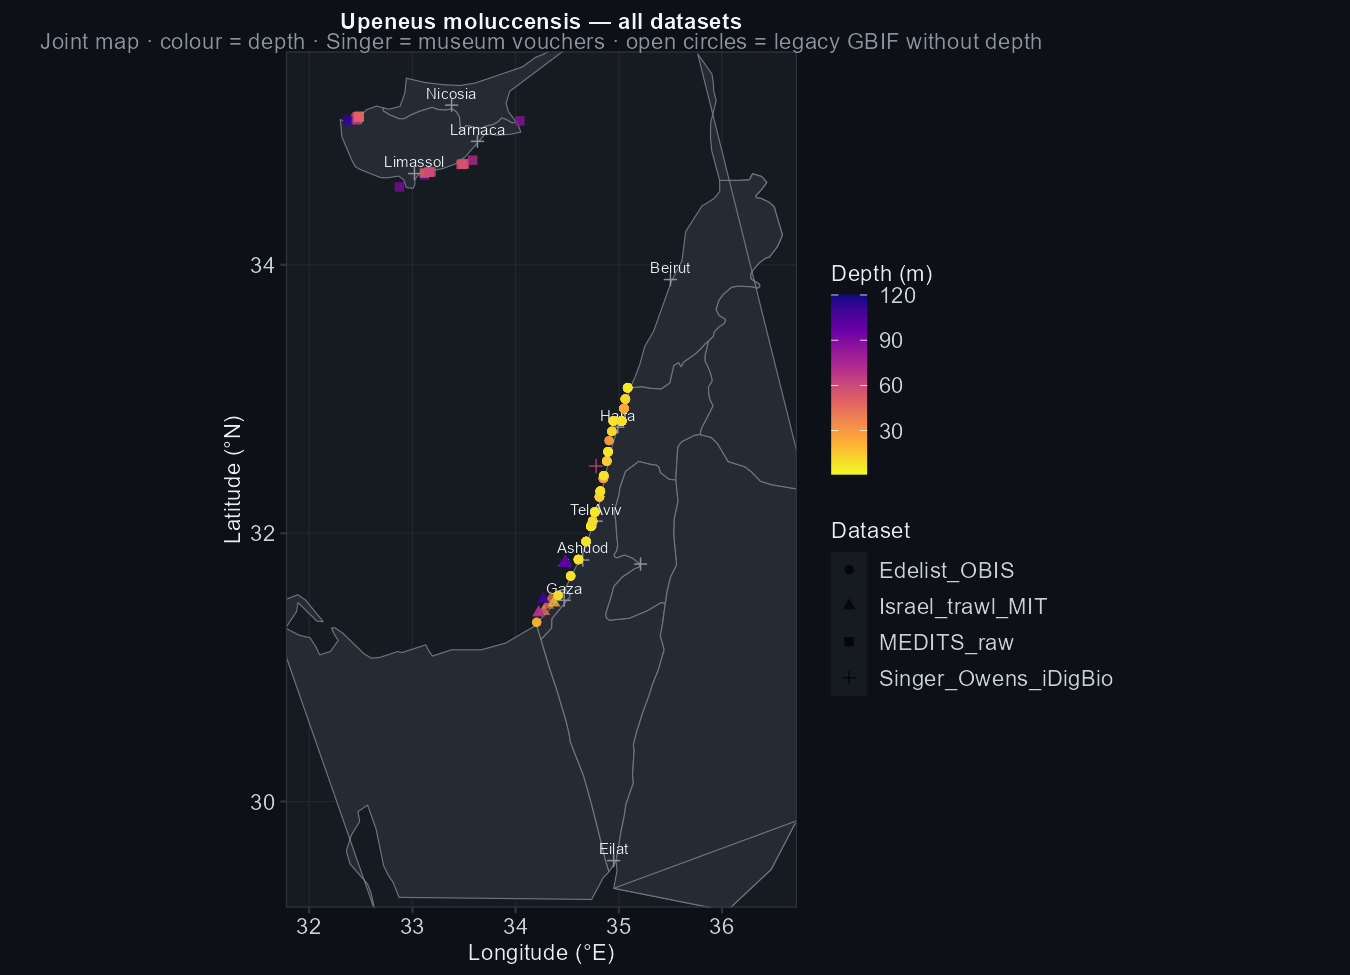 Upeneus moluccensis — all datasets
Joint map · colour = depth · Singer = museum vouchers · open circles = legacy GBIF without depth
Nicosia
Larnaca
Limassol
Beirut
Haifa
Tel Aviv
Ashdod
Gaza
Eilat
34
32
30
32
33
34
35
36
Longitude (°E)
Latitude (°N)
Depth (m)
120
90
60
30
Dataset
Edelist_OBIS
Israel_trawl_MIT
MEDITS_raw
Singer_Owens_iDigBio